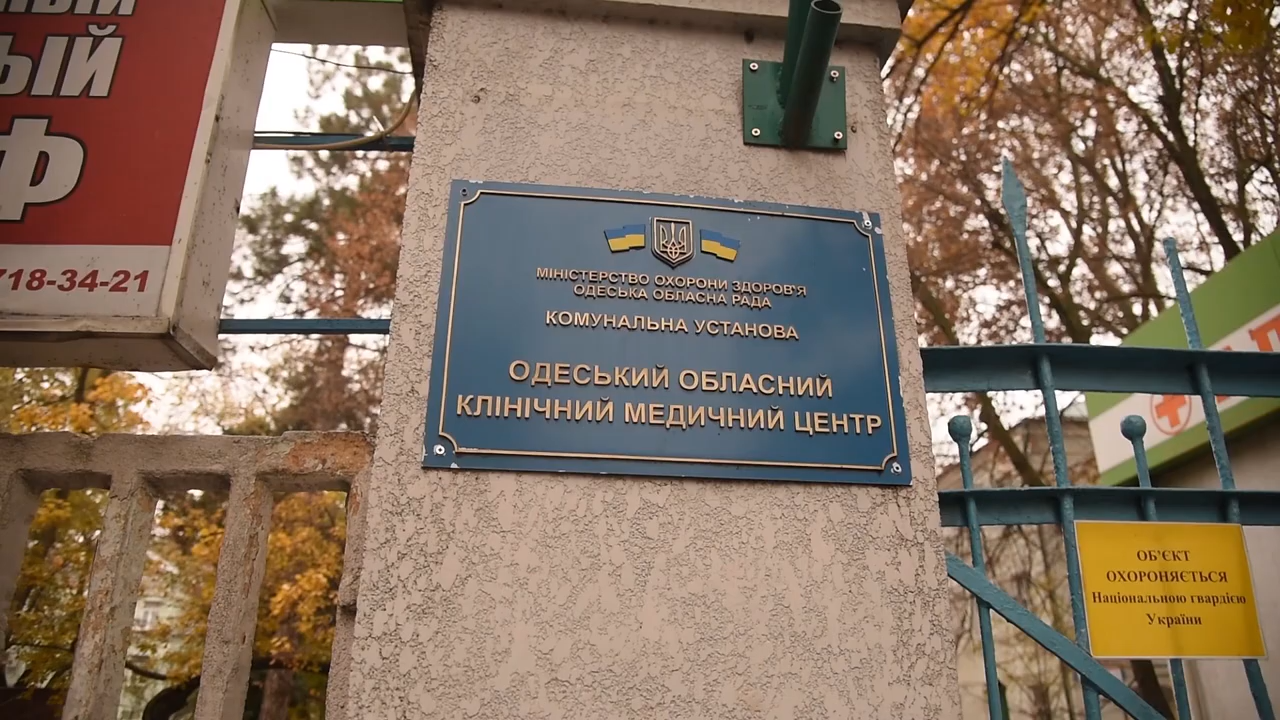 ЫЙ
Ф
718-34-21
МІНІСТЕРСТВО ОХОРОНИ ЗДОРОВ'Я
ОДЕСЬКА ОБЛАСНА РАДА
КОМУНАЛЬНА УСТАНОВА
ОДЕСЬКИЙ ОБЛАСНИЙ
КЛІНІЧНИЙ МЕДИЧНИЙ ЦЕНТР
ОБ'ЄКТ
ОХОРОНЯЄТЬСЯ
Національною гвардією
України